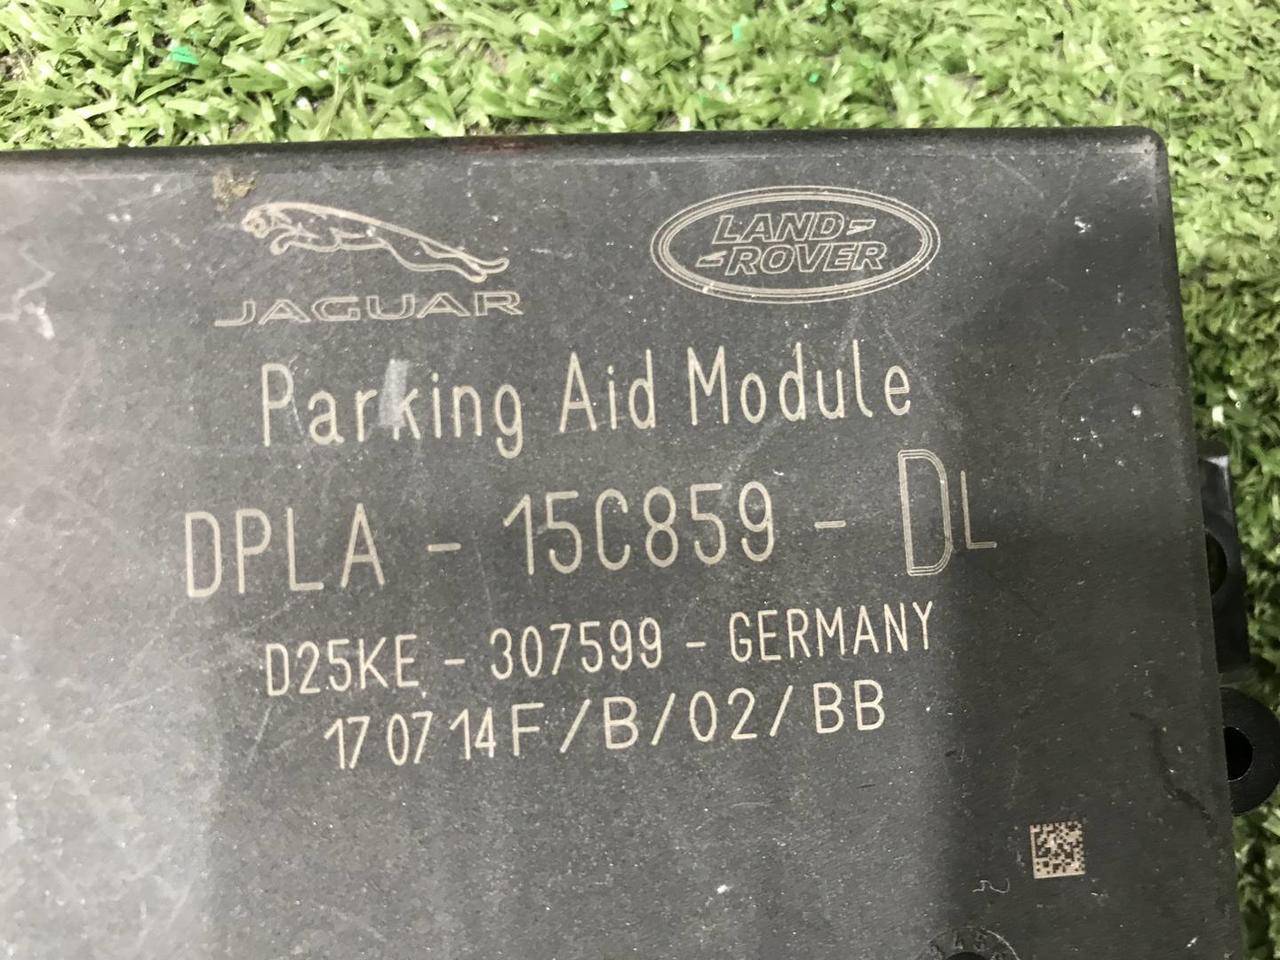 JAGUAR
LAND-
-ROVER
Parking Aid Module
DPLA - 15C859 - DL
D25KE - 307599 - GERMANY
17 07 14 F / B / 02 / BB